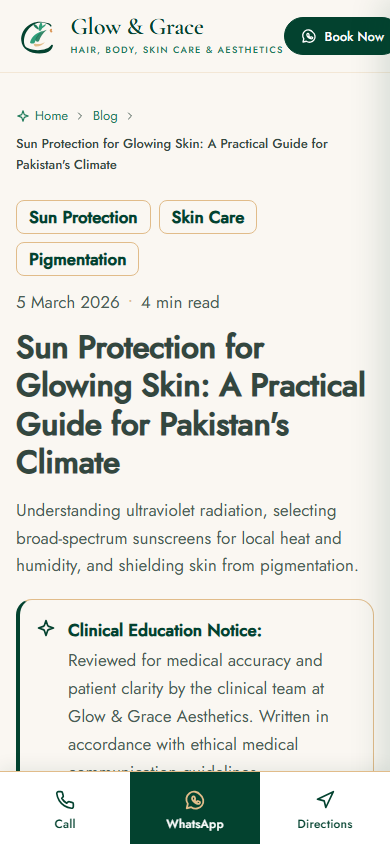 Glow & Grace
HAIR, BODY, SKIN CARE & AESTHETICS
Book Now
Home
Blog
Sun Protection for Glowing Skin: A Practical Guide for
Pakistan's Climate
Sun Protection
Skin Care
Pigmentation
5 March 2026 · 4 min read
Sun Protection for
Glowing Skin: A Practical
Guide for Pakistan's
Climate
Understanding ultraviolet radiation, selecting
broad-spectrum sunscreens for local heat and
humidity, and shielding skin from pigmentation.
Clinical Education Notice:
Reviewed for medical accuracy and
patient clarity by the clinical team at
Glow & Grace Aesthetics. Written in
accordance with ethical medical
communication guidelines.
Call
WhatsApp
Directions